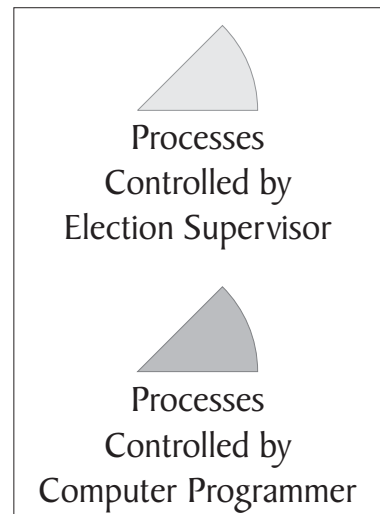 Processes
Controlled by
Election Supervisor
Processes
Controlled by
Computer Programmer